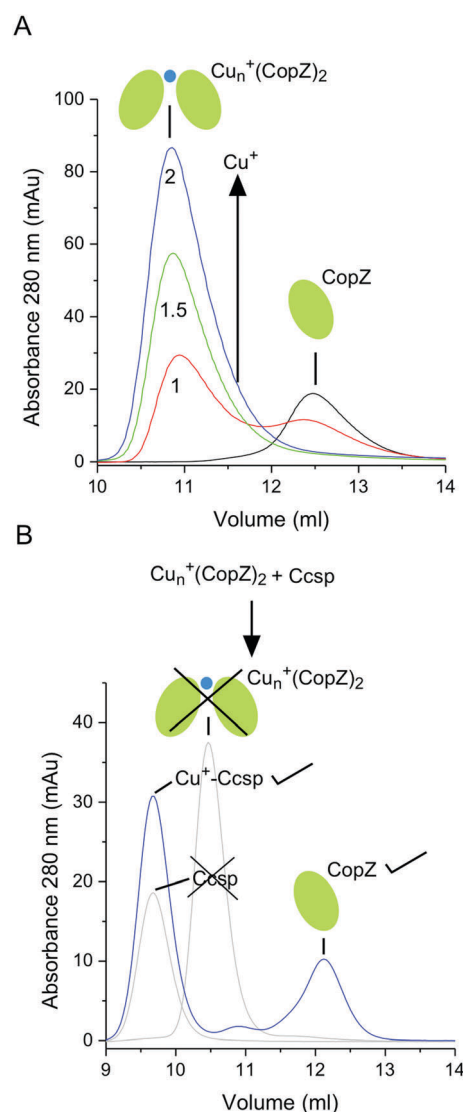 A
Cuₙ⁺(CopZ)₂
100
Cu⁺
2
80
CopZ
60
1.5
40
1
20
0
Absorbance 280 nm (mAu)
10 11 12 13 14
Volume (ml)
B
Cuₙ⁺(CopZ)₂ + Ccsp
Cuₙ⁺(CopZ)₂
40
Cu⁺-Ccsp
30
CopZ
Ccsp
20
10
0
Absorbance 280 nm (mAu)
9 10 11 12 13 14
Volume (ml)